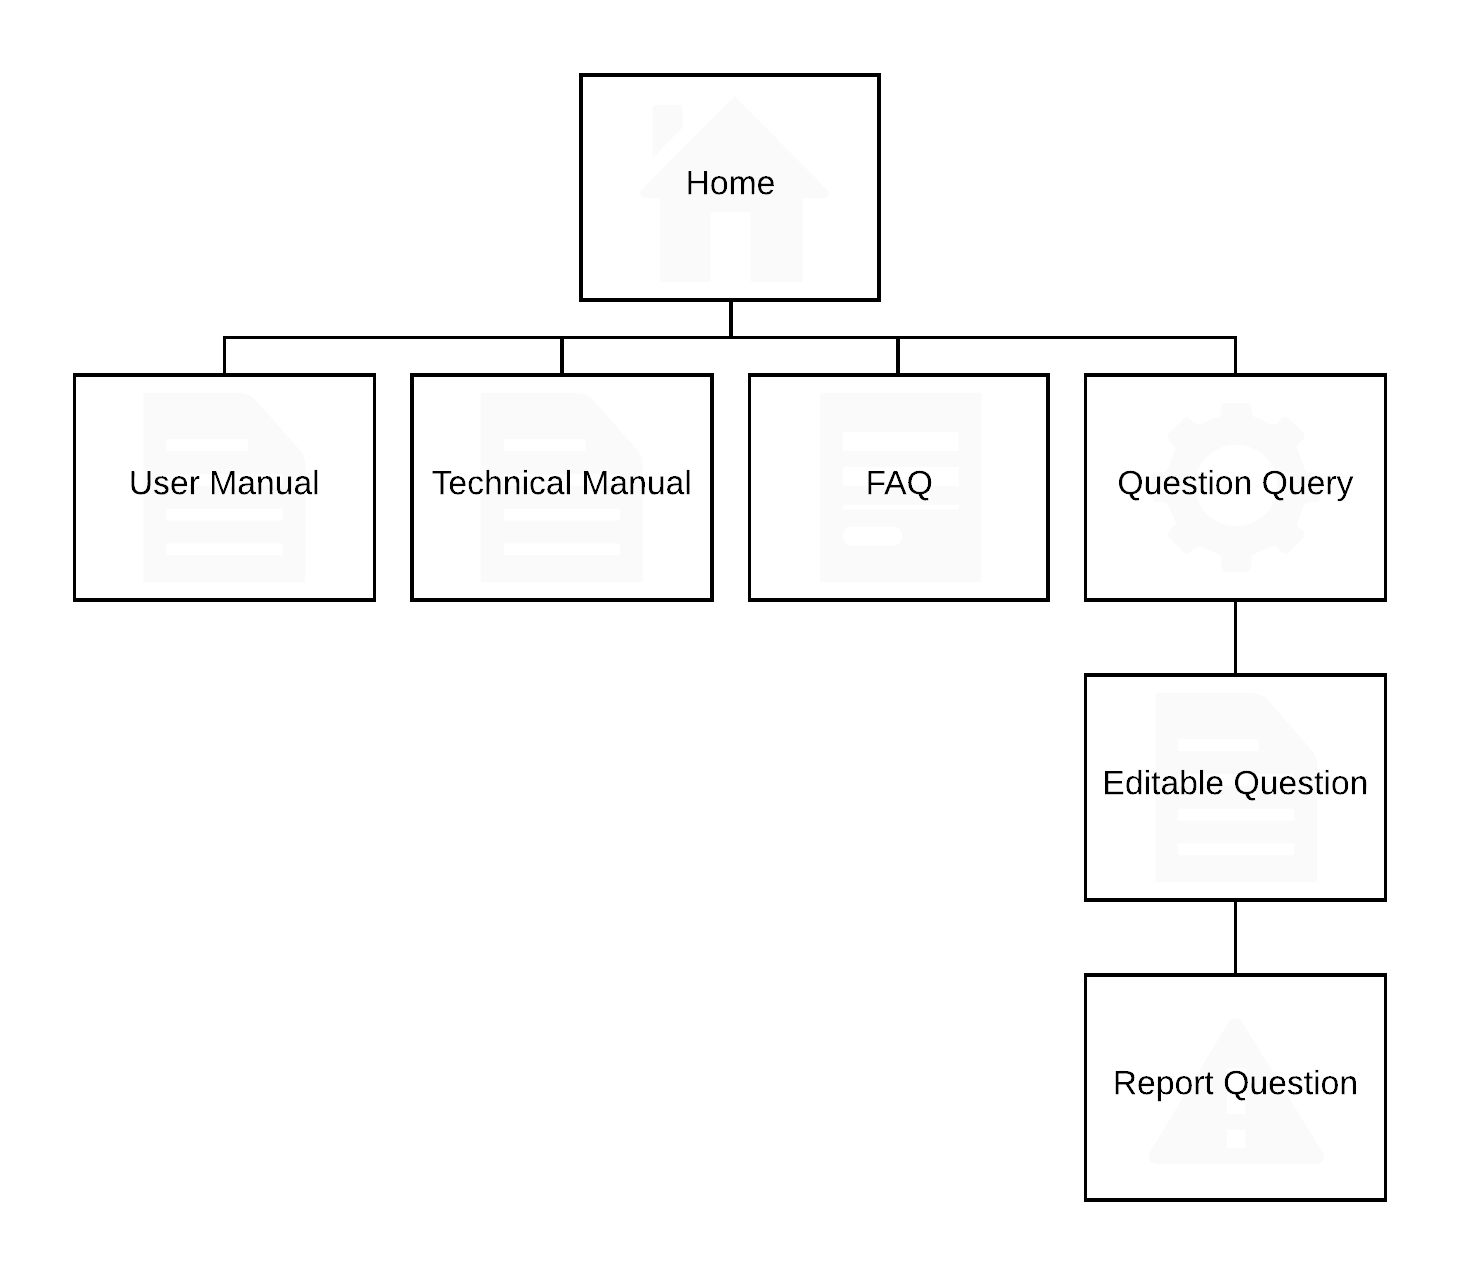 Home
User Manual
Technical Manual
FAQ
Question Query
Editable Question
Report Question